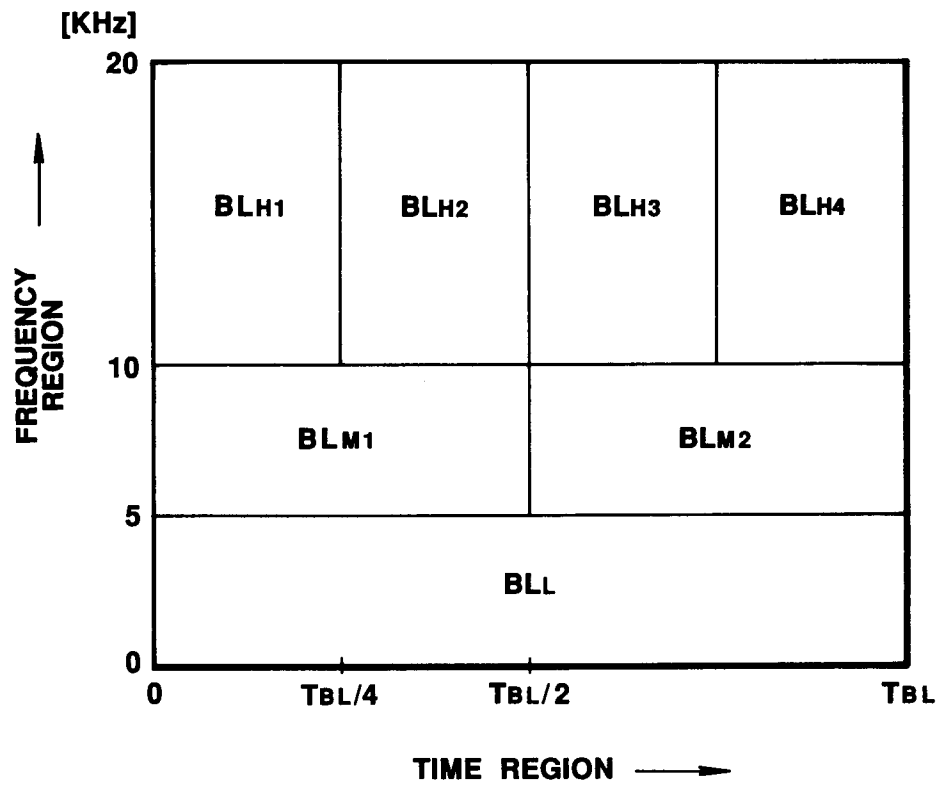 [KHz]
20
BLH1 BLH2 BLH3 BLH4
FREQUENCY
REGION
10
BLM1 BLM2
5
BLL
0
0 TBL/4 TBL/2 TBL
TIME REGION